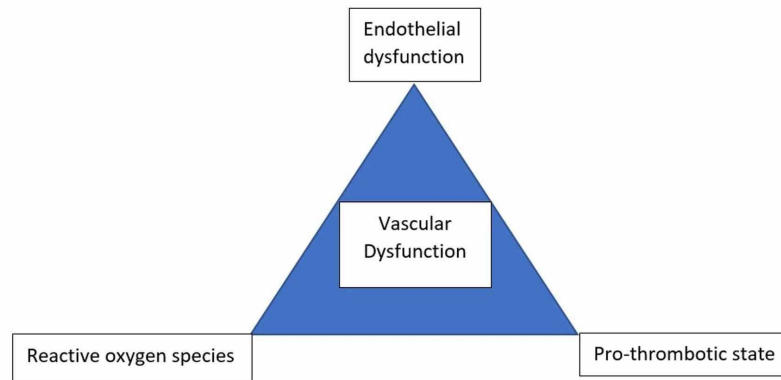 Endothelial
dysfunction
Vascular
Dysfunction
Reactive oxygen species
Pro-thrombotic state